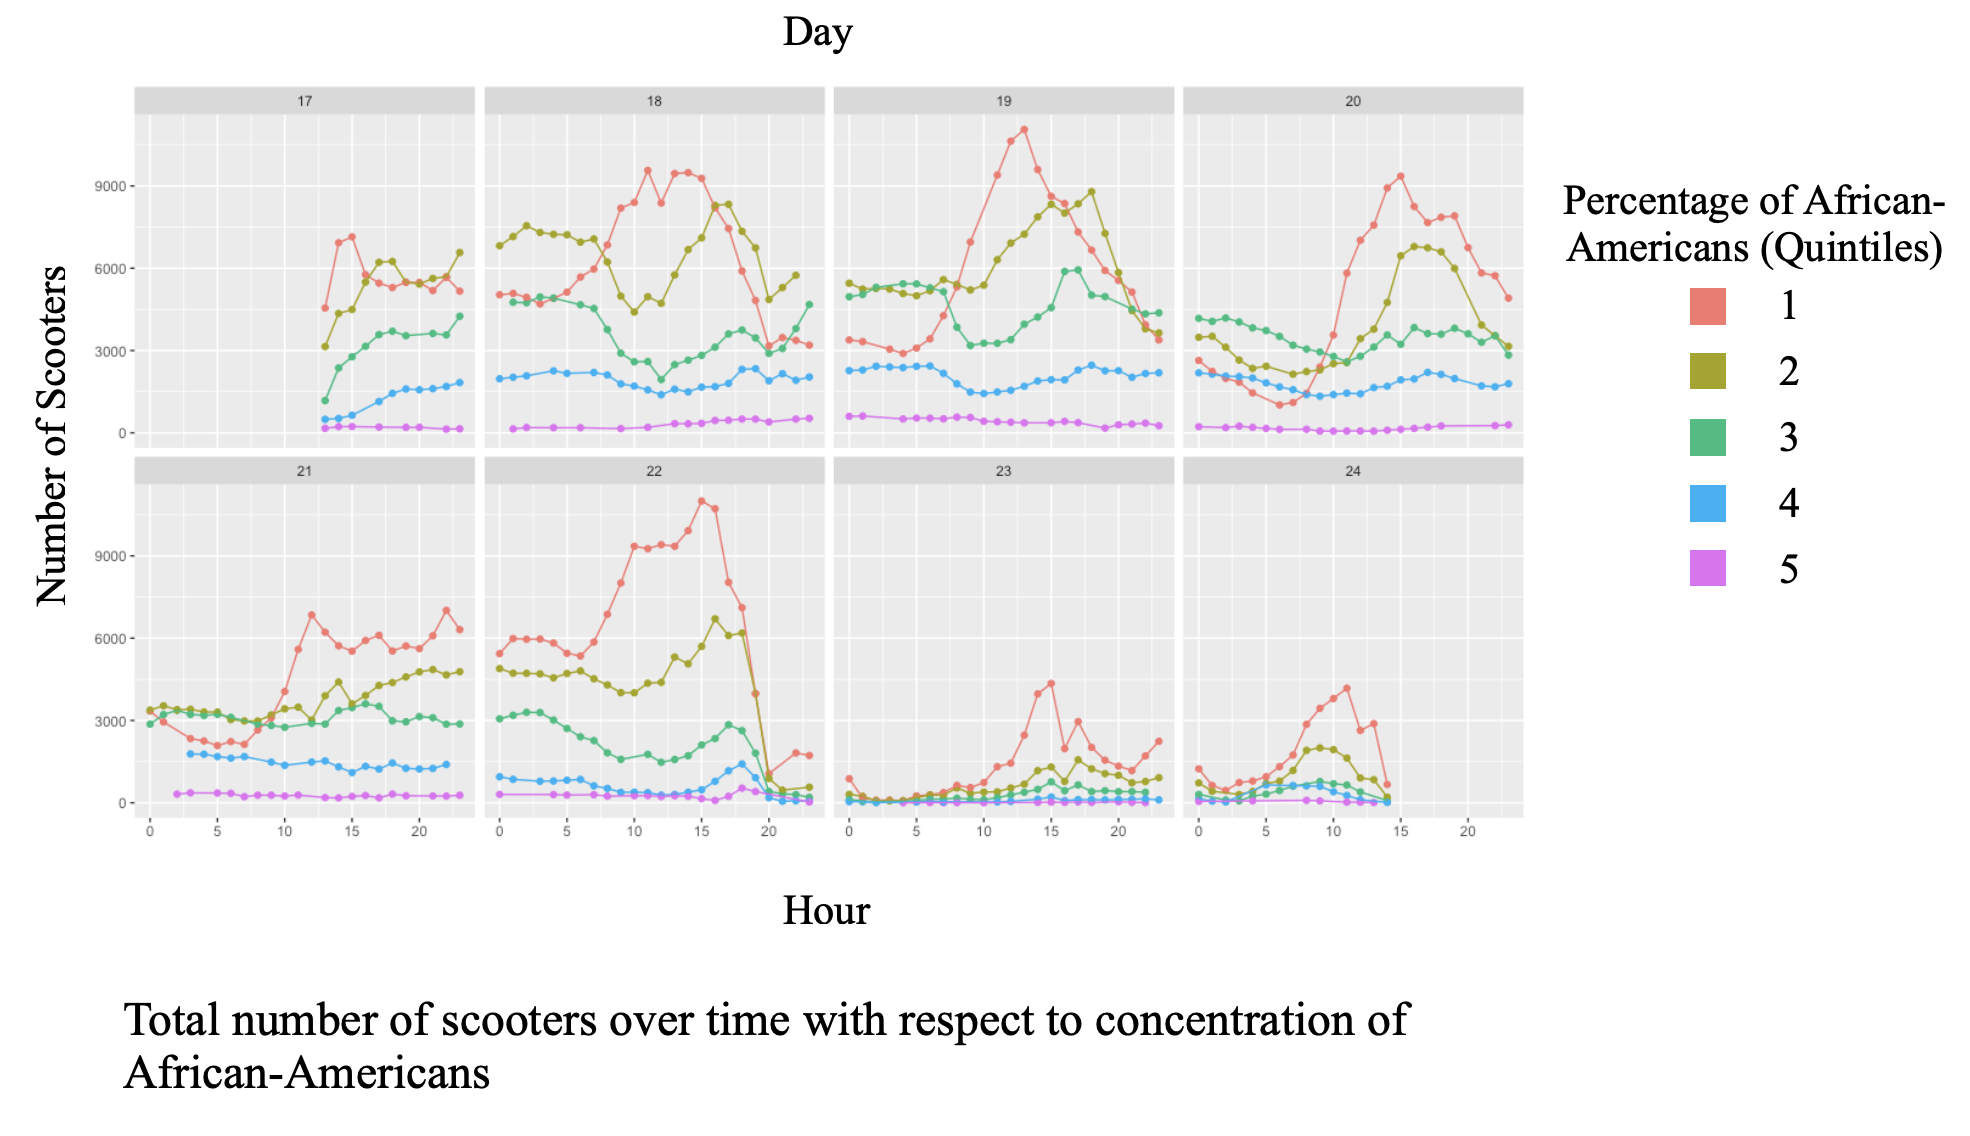 Day
17
18
19
20
9000
6000
3000
0
21
22
23
24
9000
6000
3000
0
0 5 10 15 20
0 5 10 15 20
0 5 10 15 20
0 5 10 15 20
Number of Scooters
Hour
Percentage of African-
Americans (Quintiles)
1
2
3
4
5
Total number of scooters over time with respect to concentration of
African-Americans